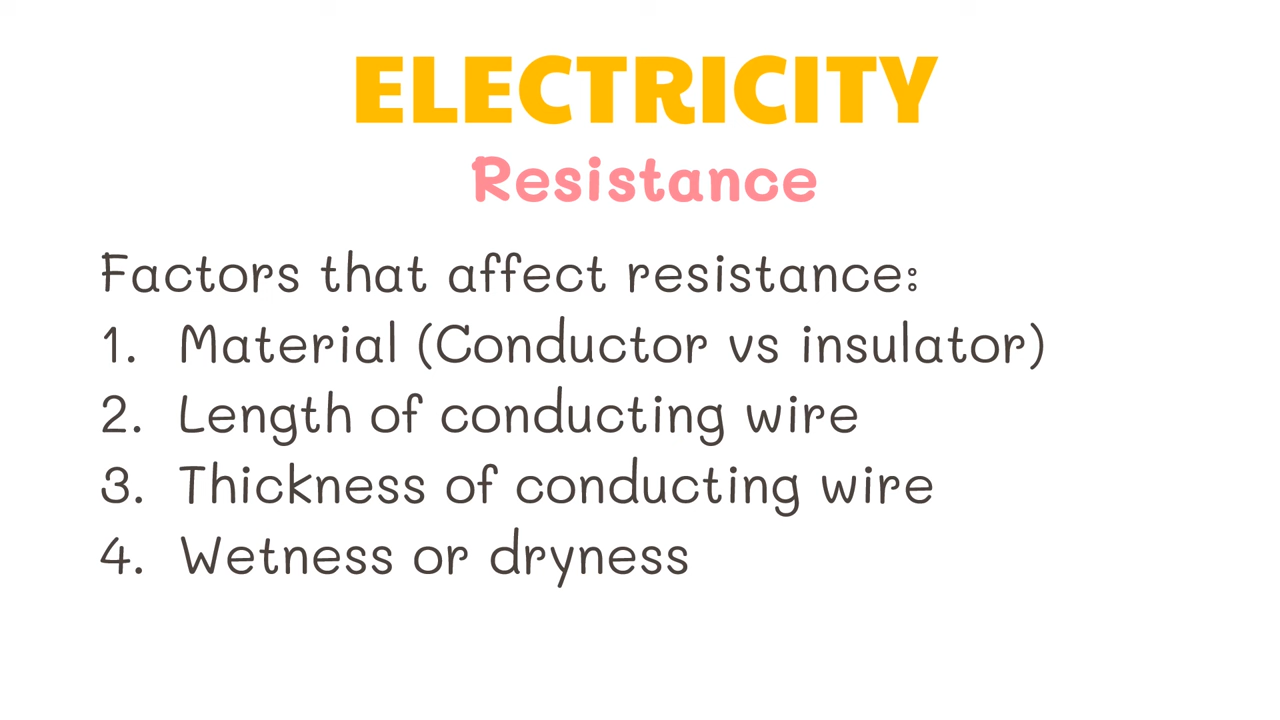 ELECTRICITY
Resistance
Factors that affect resistance:
1. Material (Conductor vs insulator)
2. Length of conducting wire
3. Thickness of conducting wire
4. Wetness or dryness